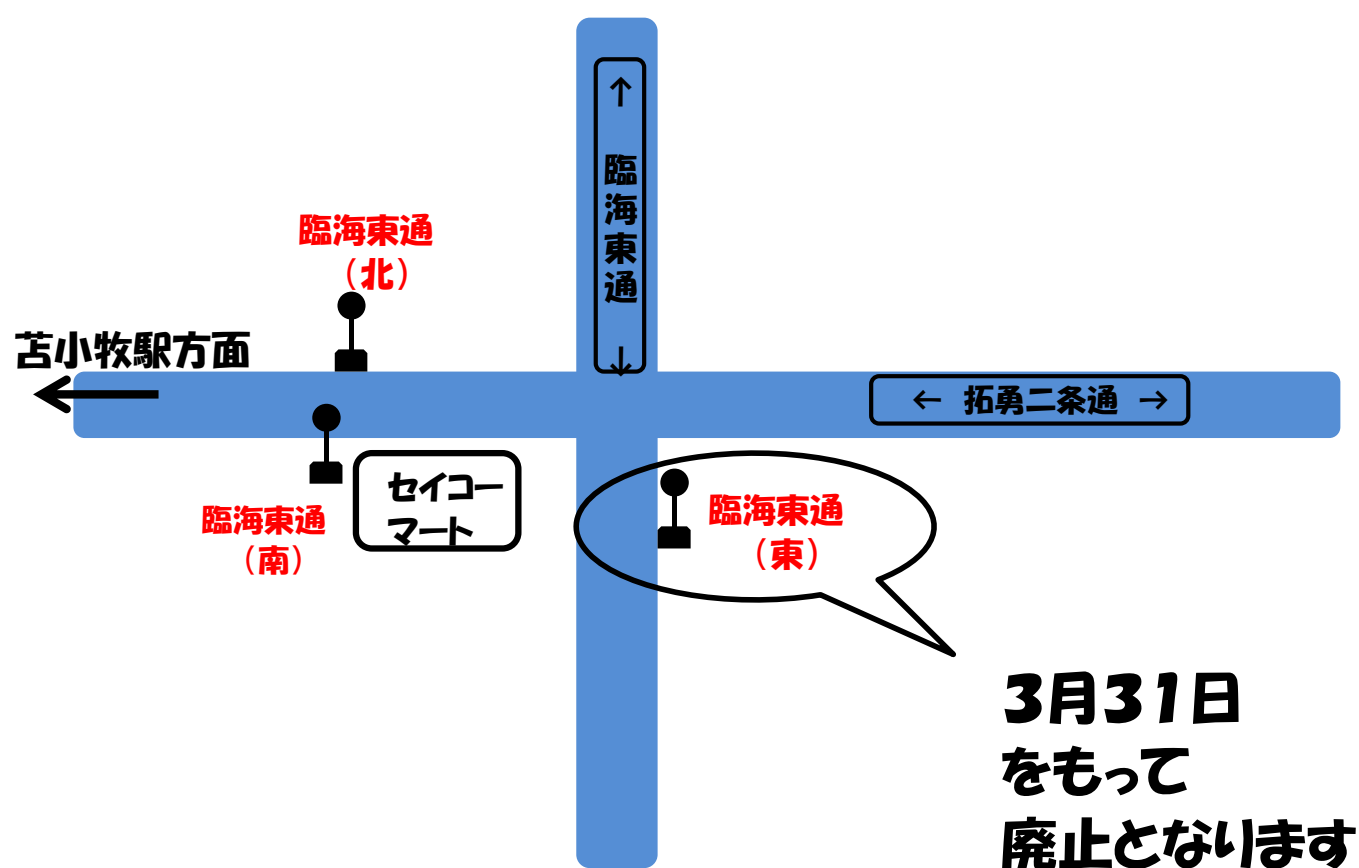 ↑ 臨海東通 ↓
臨海東通
（北）
苫小牧駅方面
← 拓勇二条通 →
セイコー
マート
臨海東通
（南）
臨海東通
（東）
3月31日
をもって
廃止となります